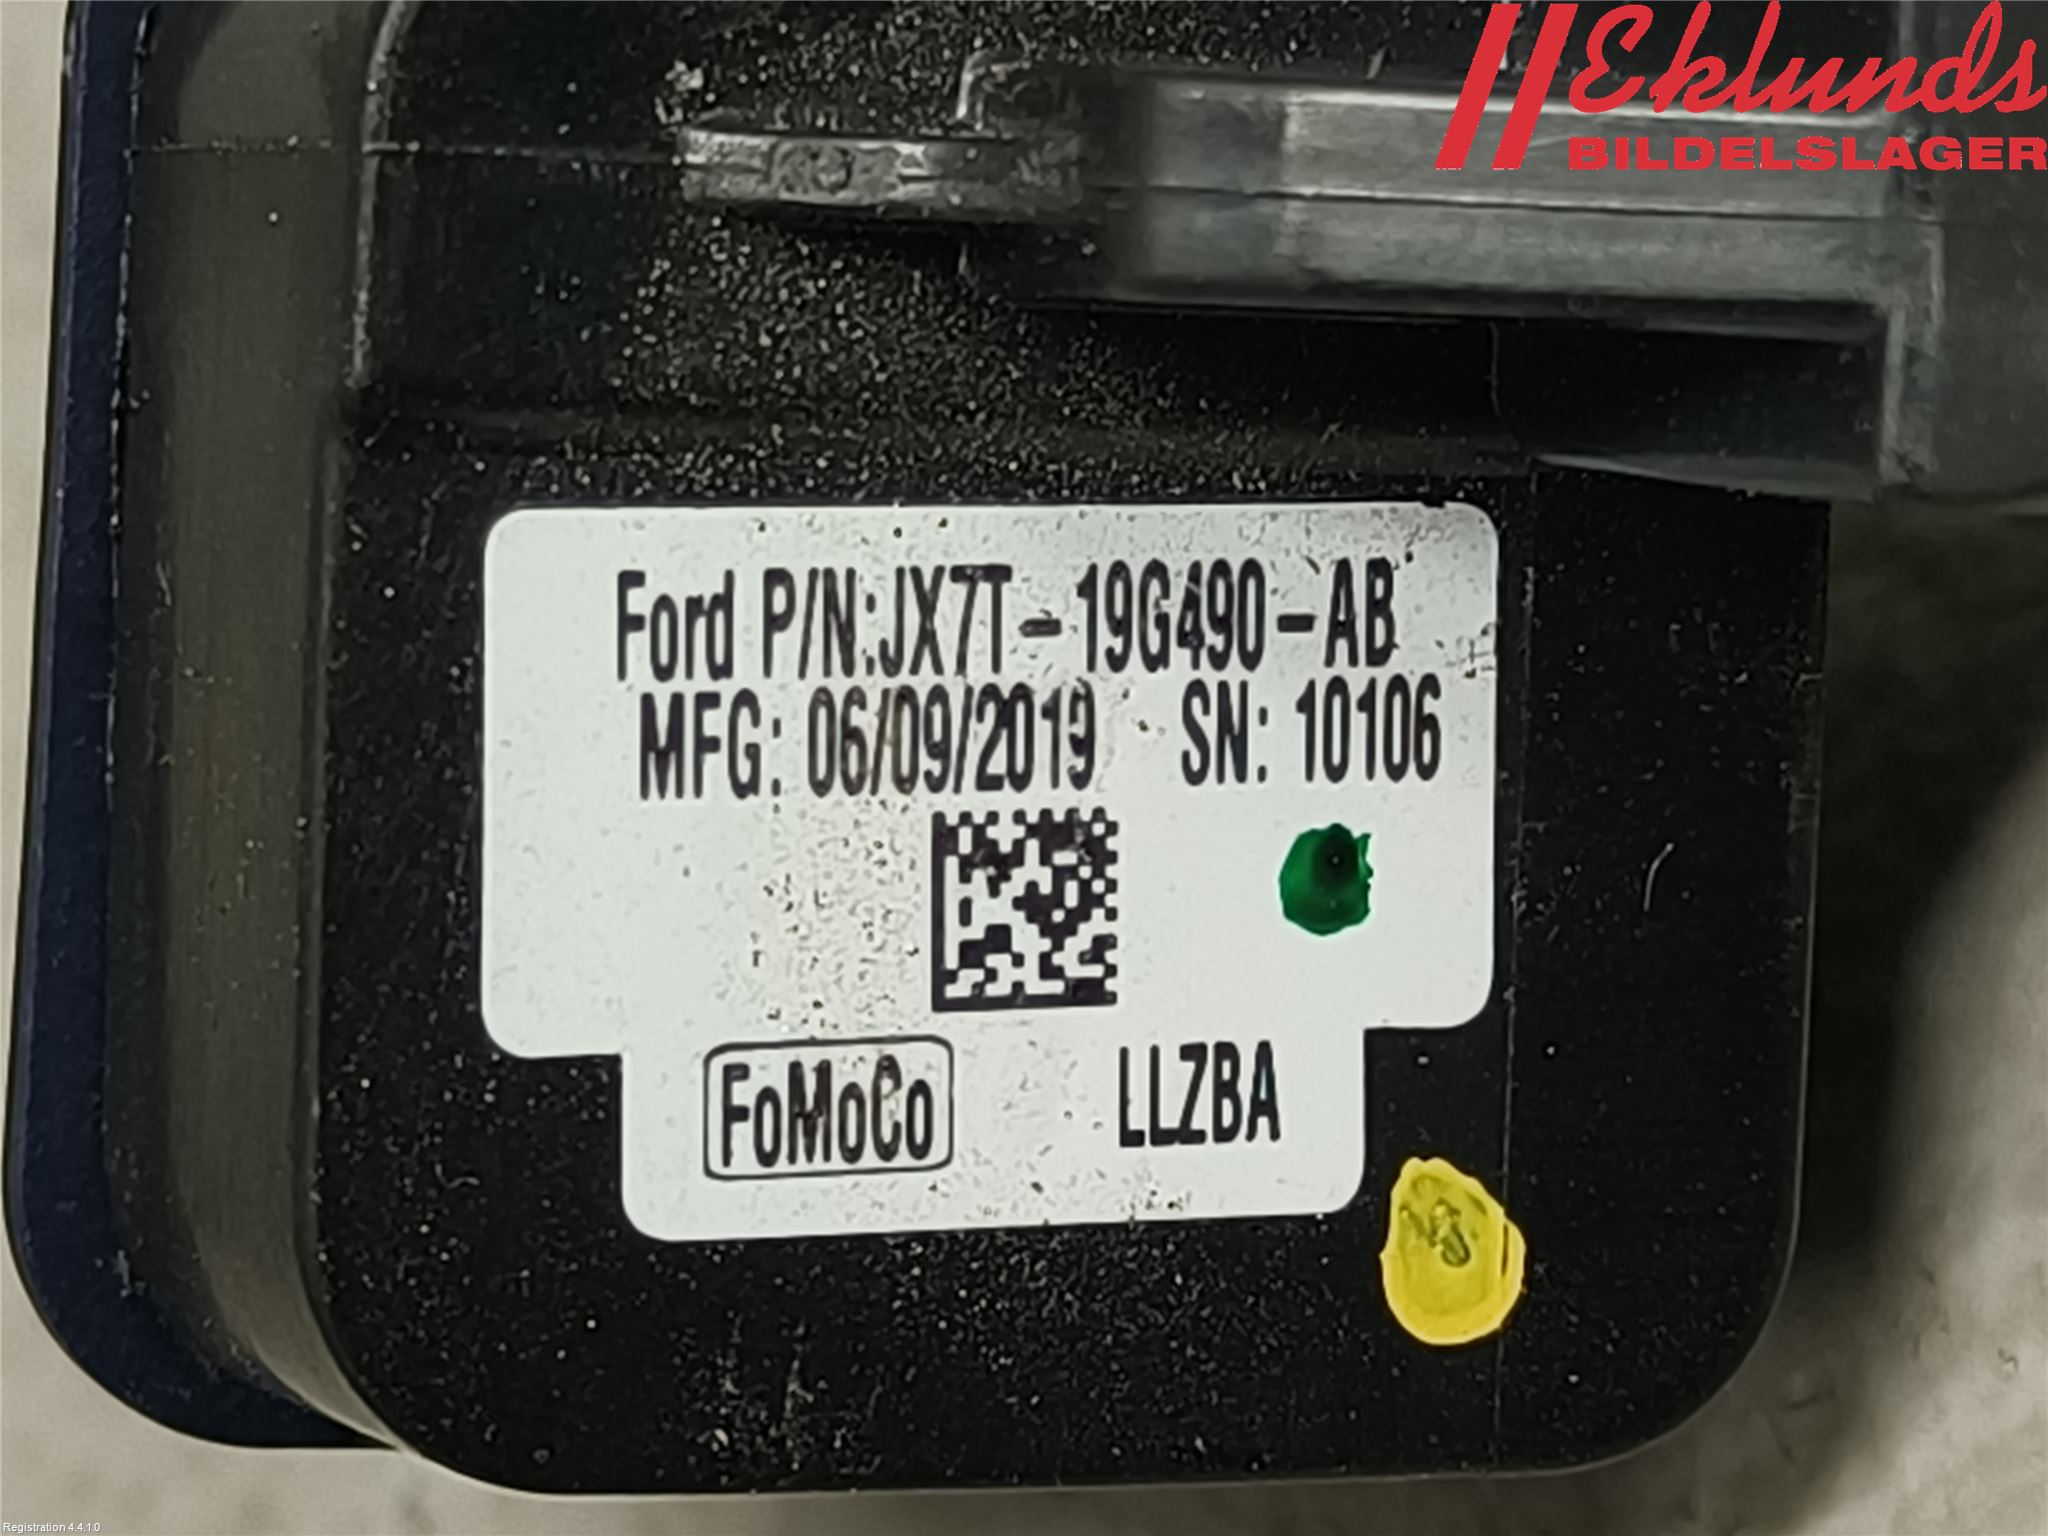 Eklunds
BILDELSLAGER
Ford P/N:JX7T-19G490-AB
MFG: 06/09/2019 SN: 10106
FoMoCo LLZBA
Registration 4.4.1.0